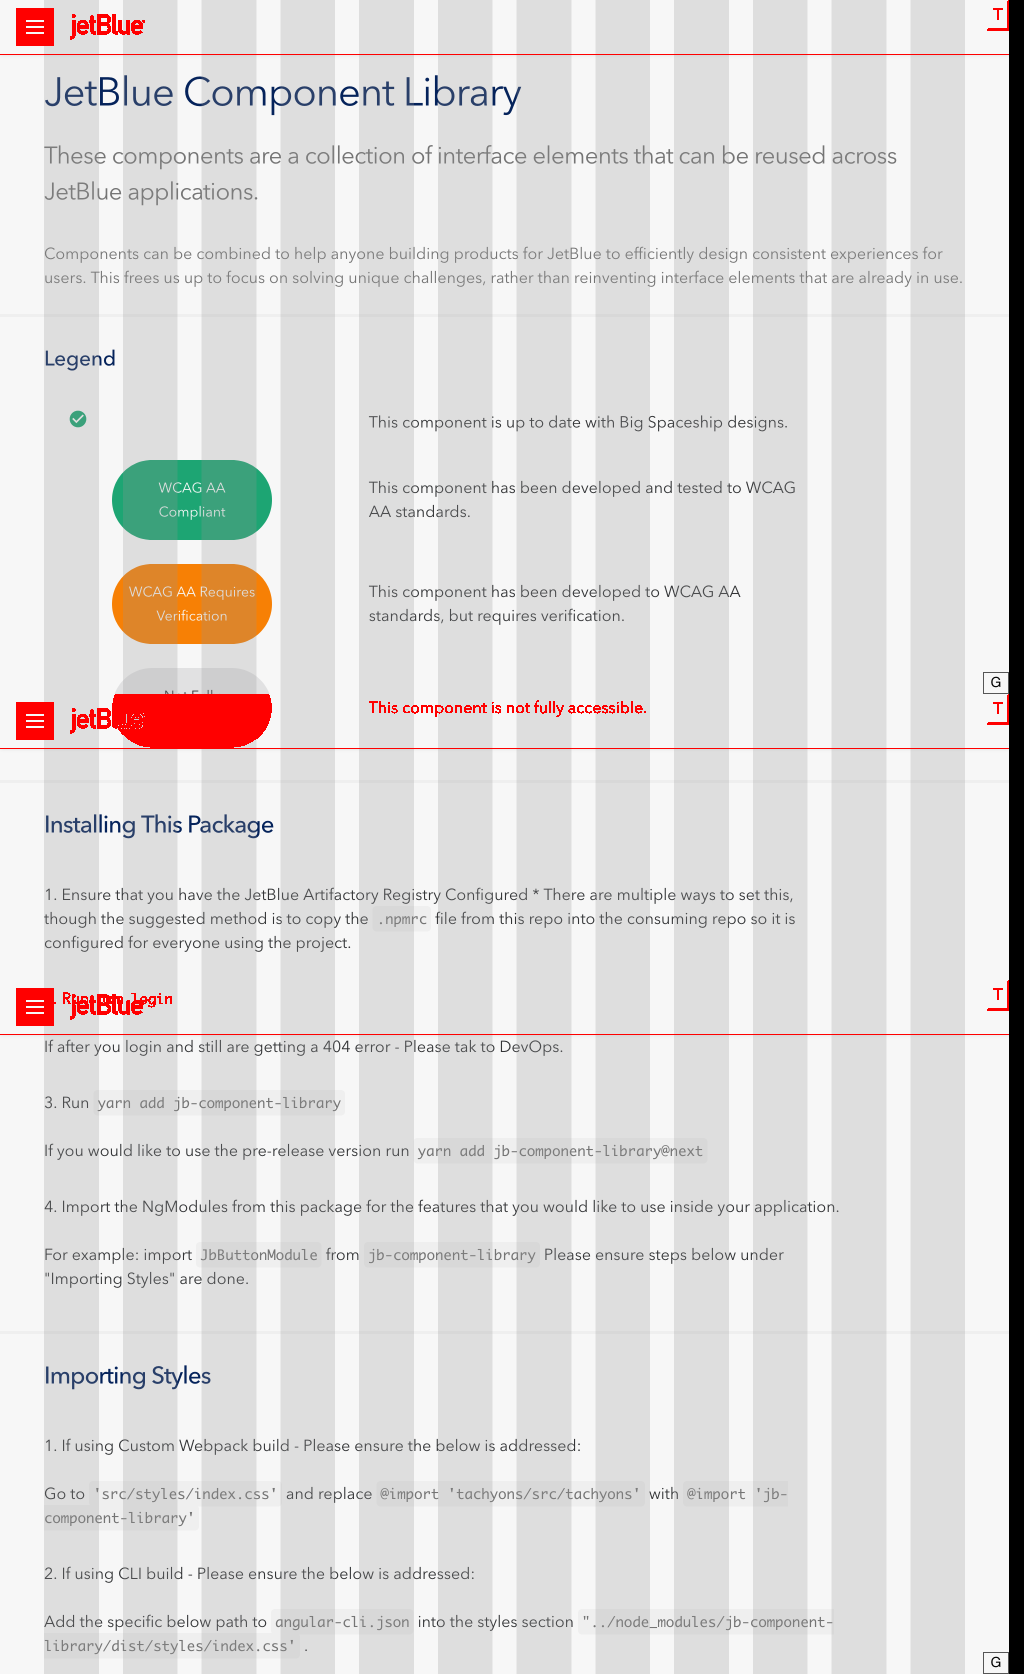 jetBlue
T
JetBlue Component Library
These components are a collection of interface elements that can be reused across
JetBlue applications.
Components can be combined to help anyone building products for JetBlue to efficiently design consistent experiences for
users. This frees us up to focus on solving unique challenges, rather than reinventing interface elements that are already in use.
Legend
This component is up to date with Big Spaceship designs.
WCAG AA
Compliant
This component has been developed and tested to WCAG
AA standards.
WCAG AA Requires
Verification
This component has been developed to WCAG AA
standards, but requires verification.
G
jetBlue
This component is not fully accessible.
T
Installing This Package
1. Ensure that you have the JetBlue Artifactory Registry Configured * There are multiple ways to set this,
though the suggested method is to copy the .npmrc file from this repo into the consuming repo so it is
configured for everyone using the project.
jetBlue
Run login
T
If after you login and still are getting a 404 error - Please tak to DevOps.
3. Run yarn add jb-component-library
If you would like to use the pre-release version run yarn add jb-component-library@next
4. Import the NgModules from this package for the features that you would like to use inside your application.
For example: import JbButtonModule from jb-component-library Please ensure steps below under
"Importing Styles" are done.
Importing Styles
1. If using Custom Webpack build - Please ensure the below is addressed:
Go to 'src/styles/index.css' and replace @import 'tachyons/src/tachyons' with @import 'jb-
component-library'
2. If using CLI build - Please ensure the below is addressed:
Add the specific below path to angular-cli.json into the styles section "../node_modules/jb-component-
library/dist/styles/index.css' .
G